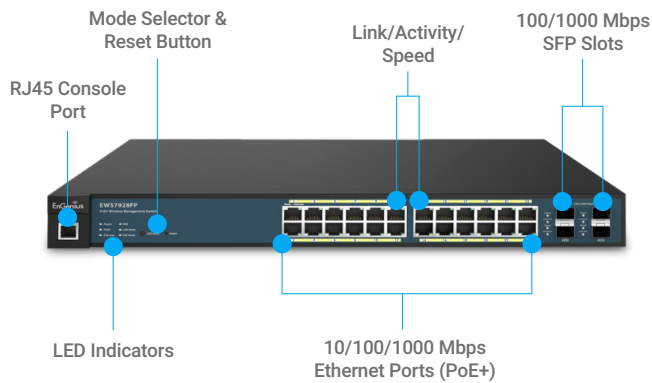 Mode Selector &
Reset Button
Link/Activity/
Speed
100/1000 Mbps
SFP Slots
RJ45 Console
Port
EnGenius
EWS7928FP
LED Indicators
10/100/1000 Mbps
Ethernet Ports (PoE+)